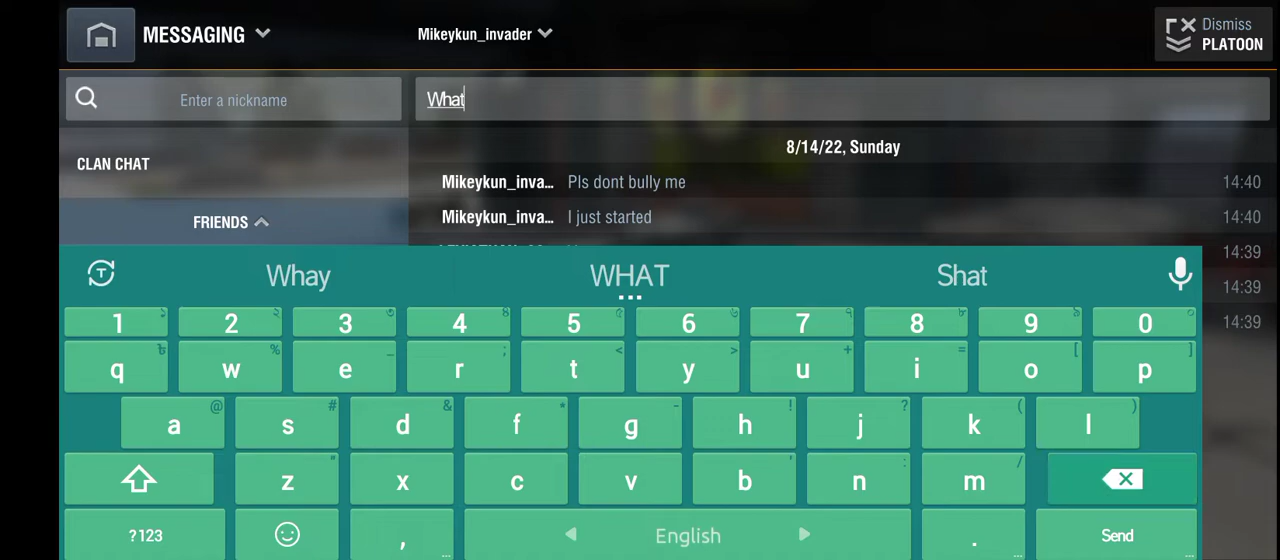 MESSAGING
Mikeykun_invader
Dismiss
PLATOON
Enter a nickname
What
8/14/22, Sunday
CLAN CHAT
Mikeykun_inva... Pls dont bully me 14:40
FRIENDS
Mikeykun_inva... I just started 14:40
14:39
14:39
14:39
Whay WHAT Shat
1 2 3 4 5 6 7 8 9 0
q w % e _ r ; t < y > u + i = o [ p ]
a @ s # d & f * g - h ! j ? k ( l )
z " x c v b ' n : m /
?123 , English . Send